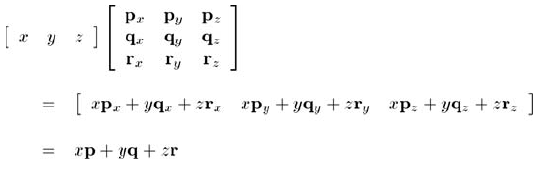 [ x y z ] [ p_x p_y p_z
q_x q_y q_z
r_x r_y r_z ]
= [ xp_x + yq_x + zr_x xp_y + yq_y + zr_y xp_z + yq_z + zr_z ]
= xp + yq + zr